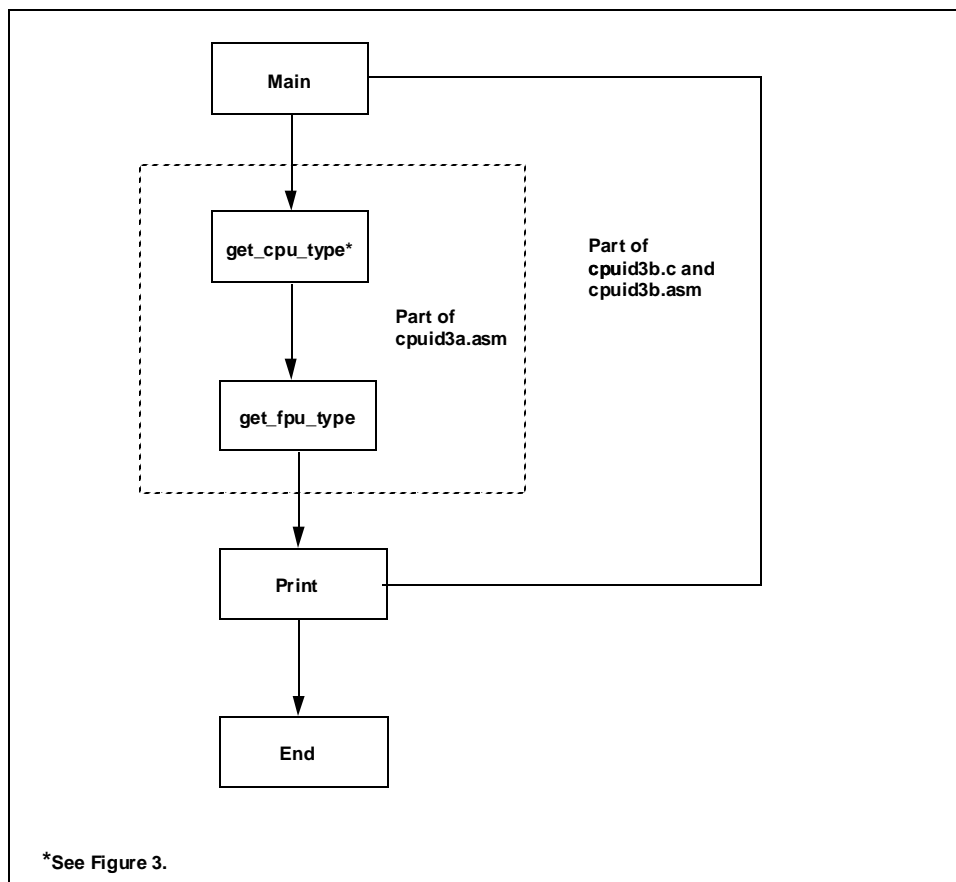 Main
get_cpu_type*
Part of
cpuid3b.c and
cpuid3b.asm
Part of
cpuid3a.asm
get_fpu_type
Print
End
*See Figure 3.